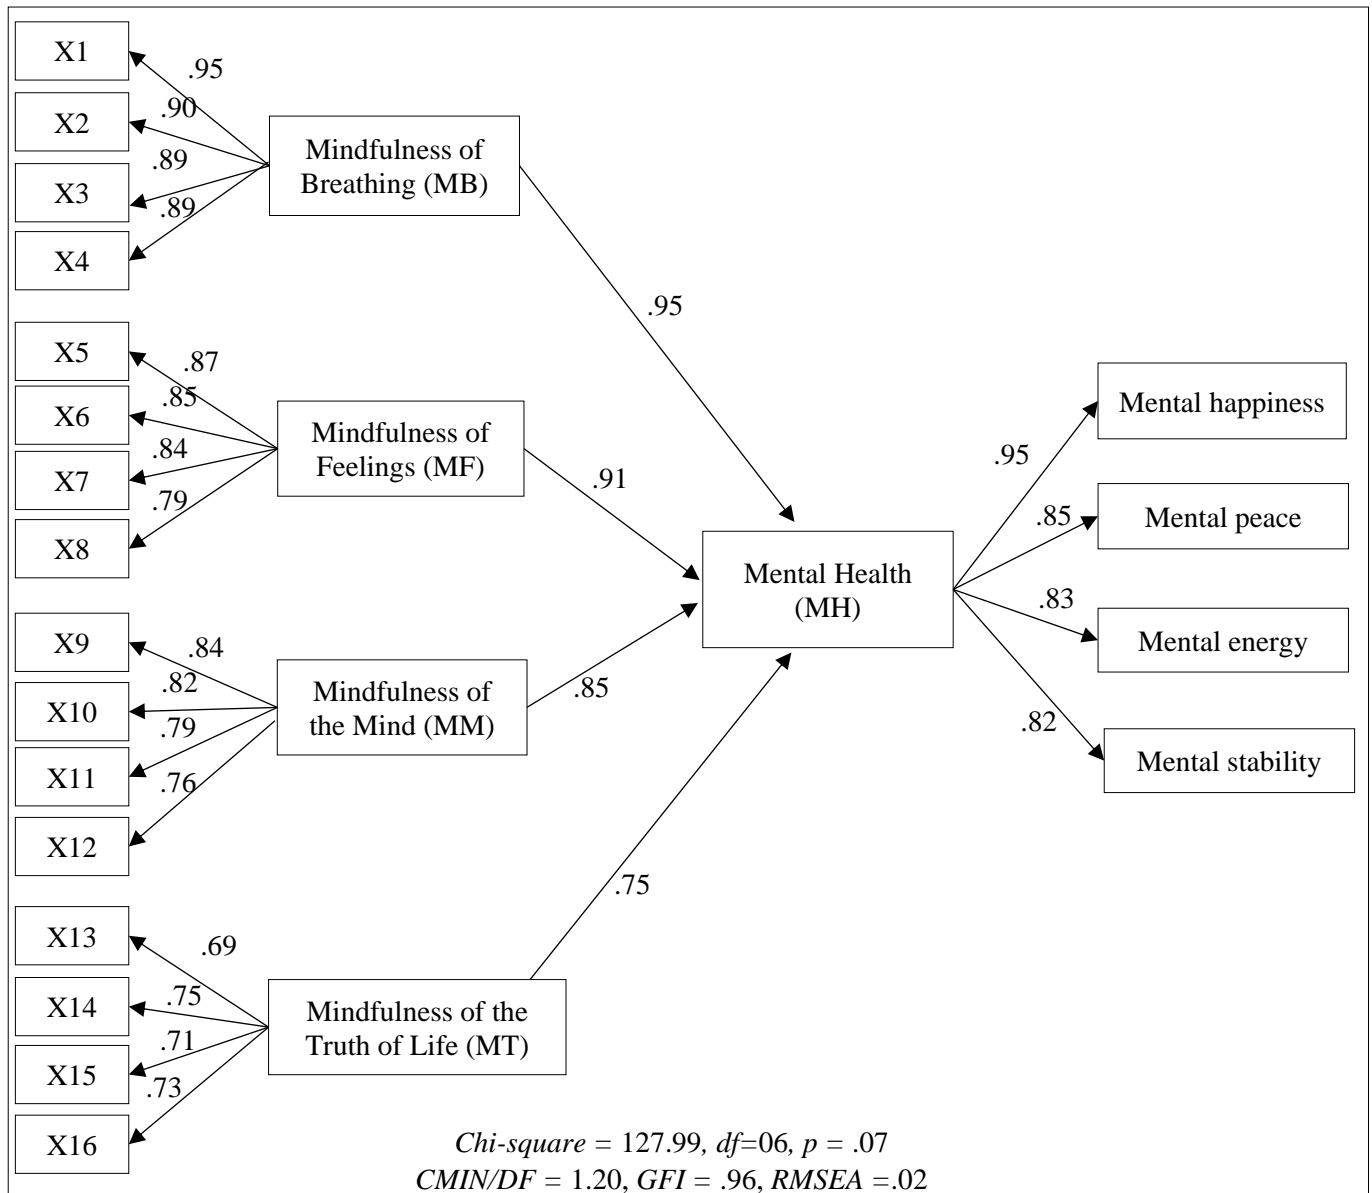 X1
.95
X2
.90
X3
.89
X4
.89
Mindfulness of
Breathing (MB)
.95
X5
.87
X6
.85
X7
.84
X8
.79
Mindfulness of
Feelings (MF)
.91
X9
.84
X10
.82
X11
.79
X12
.76
Mindfulness of
the Mind (MM)
.85
X13
.69
X14
.75
X15
.71
X16
.73
Mindfulness of the
Truth of Life (MT)
.75
Mental Health
(MH)
.95
Mental happiness
.85
Mental peace
.83
Mental energy
.82
Mental stability
Chi-square = 127.99, df=06, p = .07
CMIN/DF = 1.20, GFI = .96, RMSEA =.02